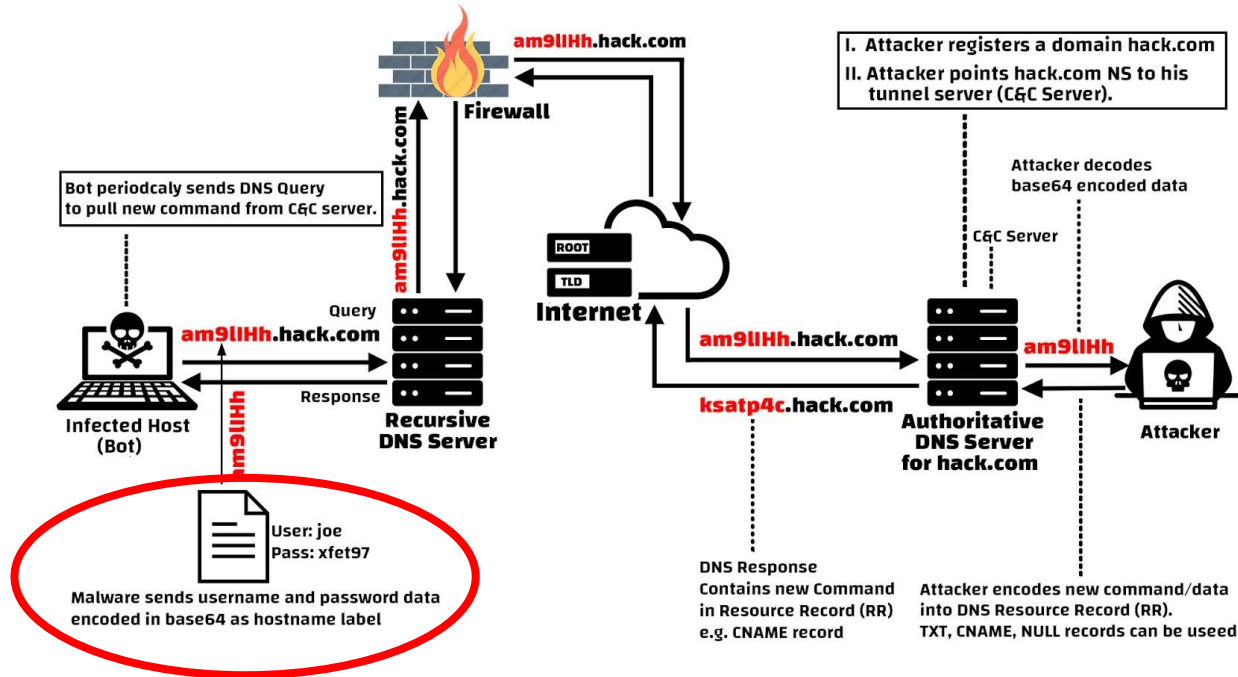 am9lIHh.hack.com
Firewall
am9lIHh.hack.com
I. Attacker registers a domain hack.com
II. Attacker points hack.com NS to his
tunnel server (C&C Server).
Bot periodcaly sends DNS Query
to pull new command from C&C server.
Attacker decodes
base64 encoded data
C&C Server
ROOT
TLD
Internet
Query
am9lIHh.hack.com
Response
Infected Host
(Bot)
Recursive
DNS Server
am9lIHh.hack.com
ksatp4c.hack.com
am9lIHh
Authoritative
DNS Server
for hack.com
Attacker
am9lIHh
User: joe
Pass: xfet97
Malware sends username and password data
encoded in base64 as hostname label
DNS Response
Contains new Command
in Resource Record (RR)
e.g. CNAME record
Attacker encodes new command/data
into DNS Resource Record (RR).
TXT, CNAME, NULL records can be useed